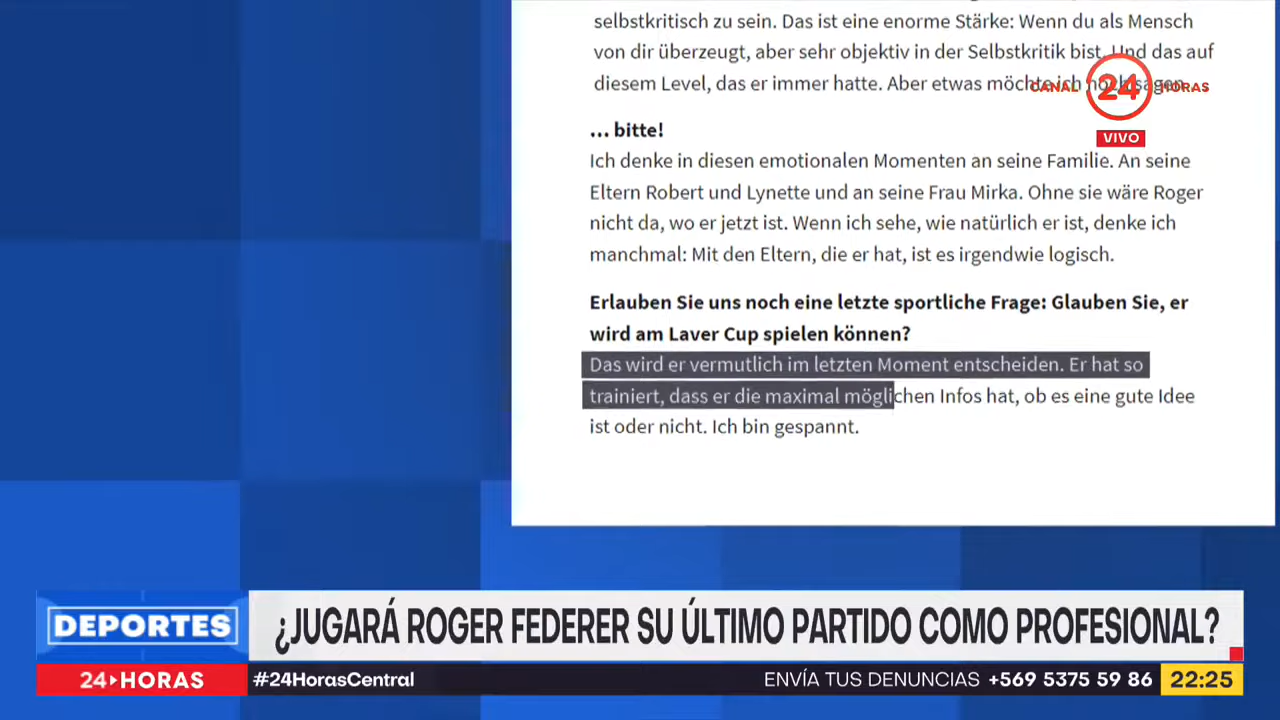 selbstkritisch zu sein. Das ist eine enorme Stärke: Wenn du als Mensch
von dir überzeugt, aber sehr objektiv in der Selbstkritik bist. Und das auf
diesem Level, das er immer hatte. Aber etwas möchte ich noch sagen
CANAL 24 HORAS
VIVO
... bitte!
Ich denke in diesen emotionalen Momenten an seine Familie. An seine
Eltern Robert und Lynette und an seine Frau Mirka. Ohne sie wäre Roger
nicht da, wo er jetzt ist. Wenn ich sehe, wie natürlich er ist, denke ich
manchmal: Mit den Eltern, die er hat, ist es irgendwie logisch.
Erlauben Sie uns noch eine letzte sportliche Frage: Glauben Sie, er
wird am Laver Cup spielen können?
Das wird er vermutlich im letzten Moment entscheiden. Er hat so
trainiert, dass er die maximal möglichen Infos hat, ob es eine gute Idee
ist oder nicht. Ich bin gespannt.
DEPORTES
¿JUGARÁ ROGER FEDERER SU ÚLTIMO PARTIDO COMO PROFESIONAL?
24 HORAS
#24HorasCentral
ENVÍA TUS DENUNCIAS +569 5375 59 86
22:25